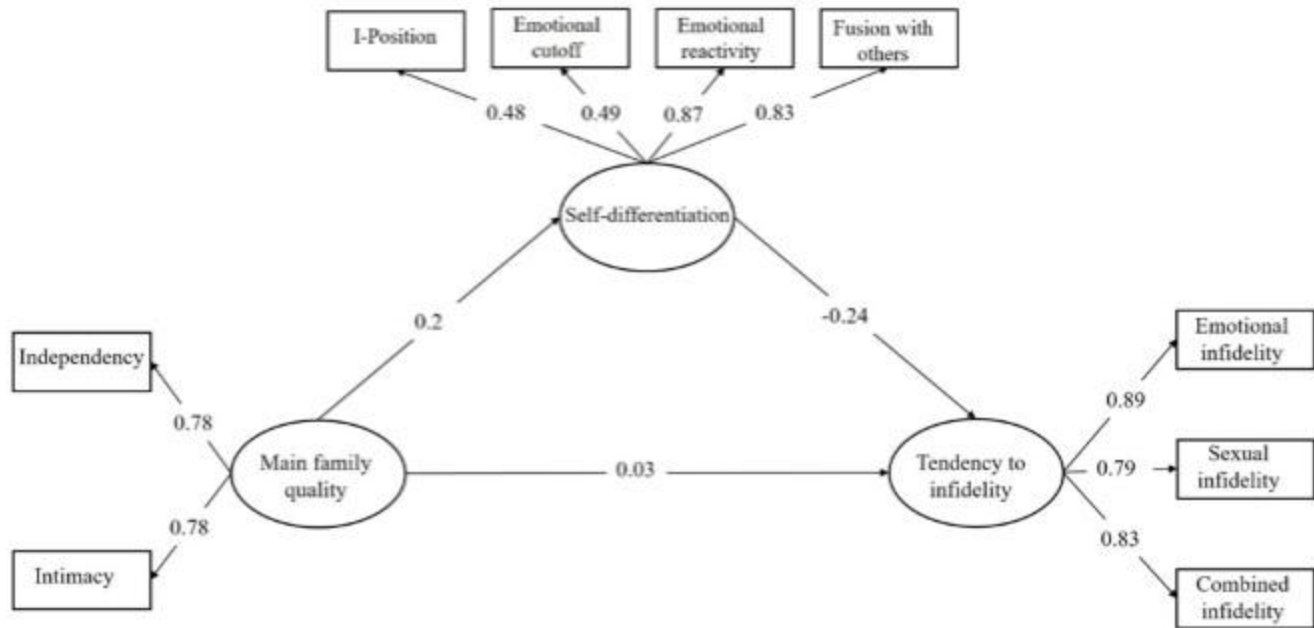 I-Position
Emotional
cutoff
Emotional
reactivity
Fusion with
others
0.48
0.49
0.87
0.83
Self-differentiation
0.2
-0.24
Independency
0.78
Main family
quality
0.03
Tendency to
infidelity
0.89
Emotional
infidelity
0.79
Sexual
infidelity
0.78
Intimacy
0.83
Combined
infidelity